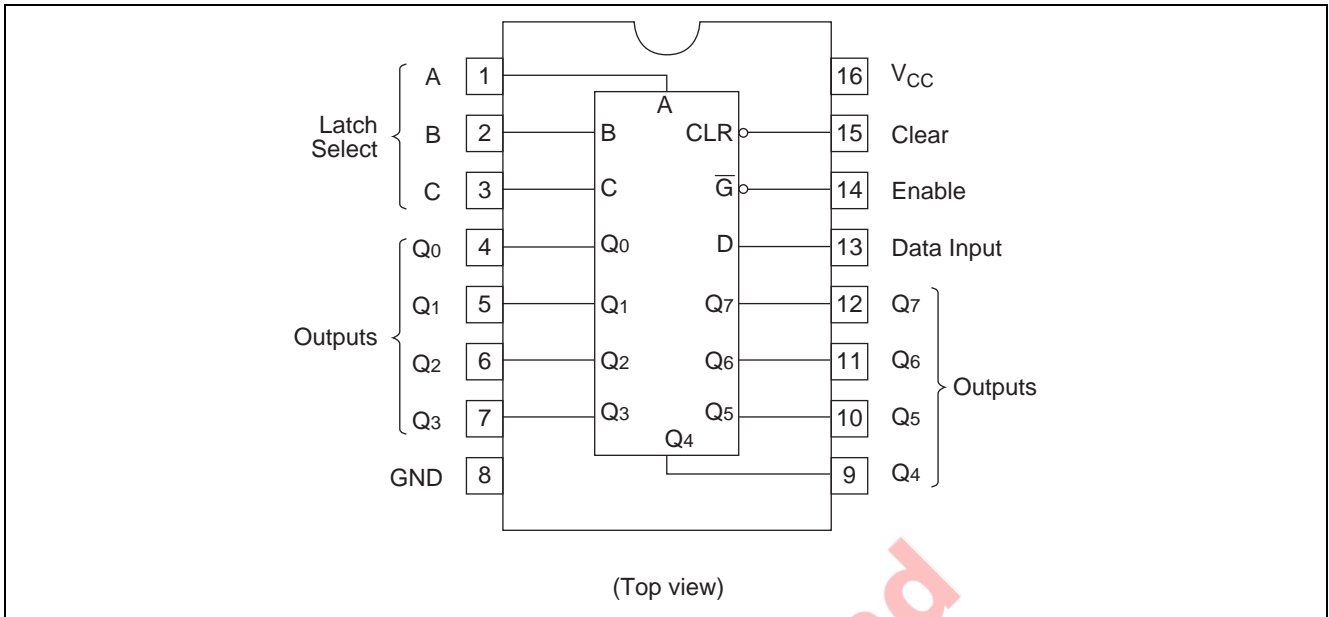 Latch
Select
A 1
B 2
C 3
Outputs
Q0 4
Q1 5
Q2 6
Q3 7
GND 8
A
B
C
Q0
Q1
Q2
Q3
Q4
CLR
G̅
D
Q7
Q6
Q5
16 VCC
15 Clear
14 Enable
13 Data Input
12 Q7
11 Q6
10 Q5
9 Q4
Outputs
(Top view)